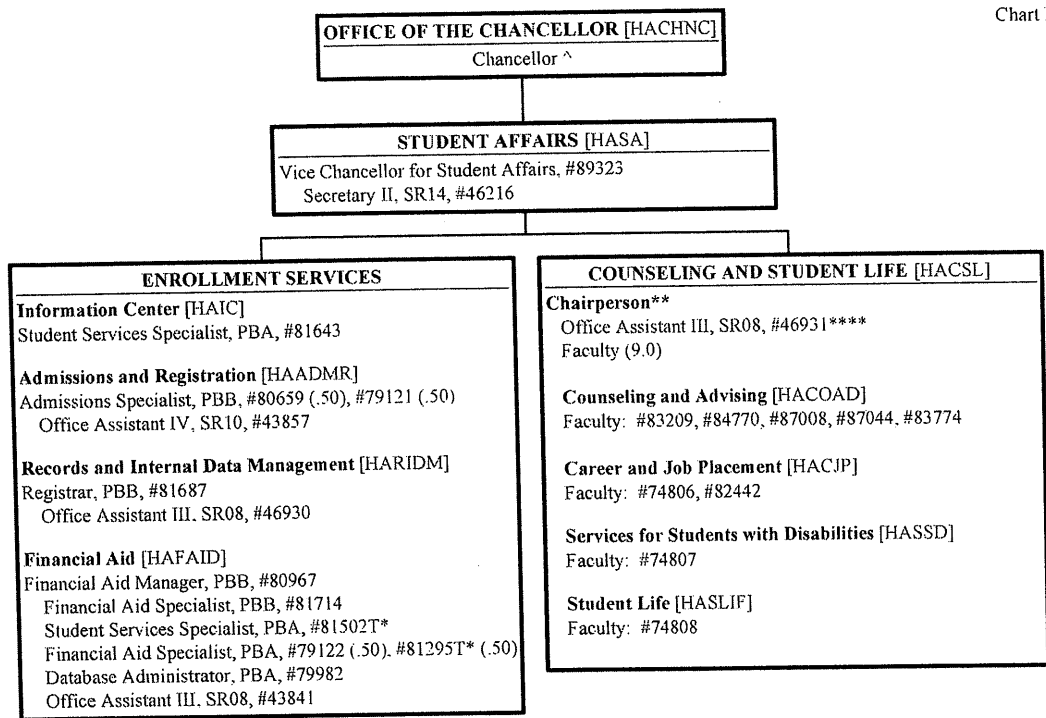 Chart
OFFICE OF THE CHANCELLOR [HACHNC]
Chancellor ^
STUDENT AFFAIRS [HASA]
Vice Chancellor for Student Affairs, #89323
Secretary II, SR14, #46216
ENROLLMENT SERVICES
Information Center [HAIC]
Student Services Specialist, PBA, #81643
Admissions and Registration [HAADMR]
Admissions Specialist, PBB, #80659 (.50), #79121 (.50)
Office Assistant IV, SR10, #43857
Records and Internal Data Management [HARIDM]
Registrar, PBB, #81687
Office Assistant III, SR08, #46930
Financial Aid [HAFAID]
Financial Aid Manager, PBB, #80967
Financial Aid Specialist, PBB, #81714
Student Services Specialist, PBA, #81502T*
Financial Aid Specialist, PBA, #79122 (.50), #81295T* (.50)
Database Administrator, PBA, #79982
Office Assistant III, SR08, #43841
COUNSELING AND STUDENT LIFE [HACSL]
Chairperson**
Office Assistant III, SR08, #46931****
Faculty (9.0)
Counseling and Advising [HACOAD]
Faculty: #83209, #84770, #87008, #87044, #83774
Career and Job Placement [HACJP]
Faculty: #74806, #82442
Services for Students with Disabilities [HASSD]
Faculty: #74807
Student Life [HASLIF]
Faculty: #74808